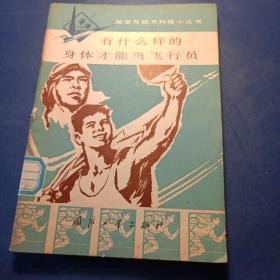 航空与航天科技小丛书
有什么样的
身体才能当飞行员
国防工业出版社